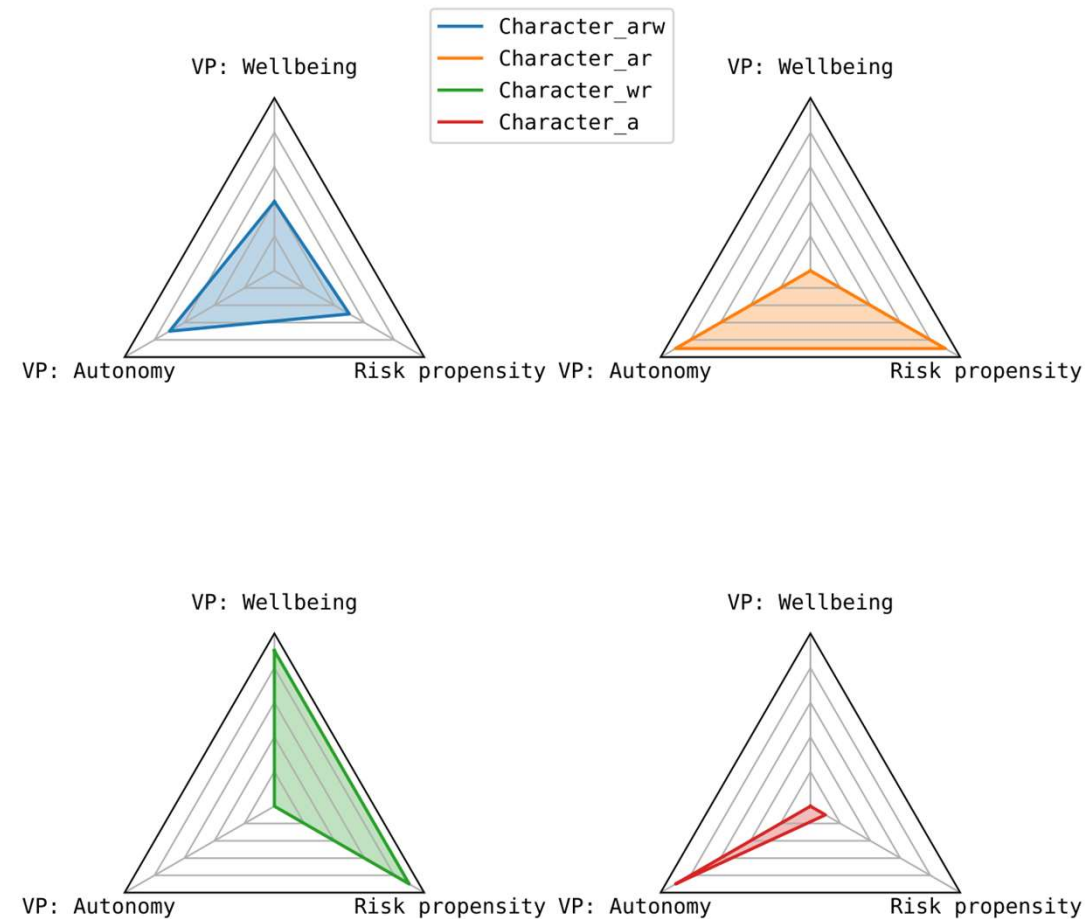 Character_arw
Character_ar
Character_wr
Character_a
VP: Wellbeing
VP: Autonomy
Risk propensity
VP: Wellbeing
VP: Autonomy
Risk propensity
VP: Wellbeing
VP: Autonomy
Risk propensity
VP: Wellbeing
VP: Autonomy
Risk propensity